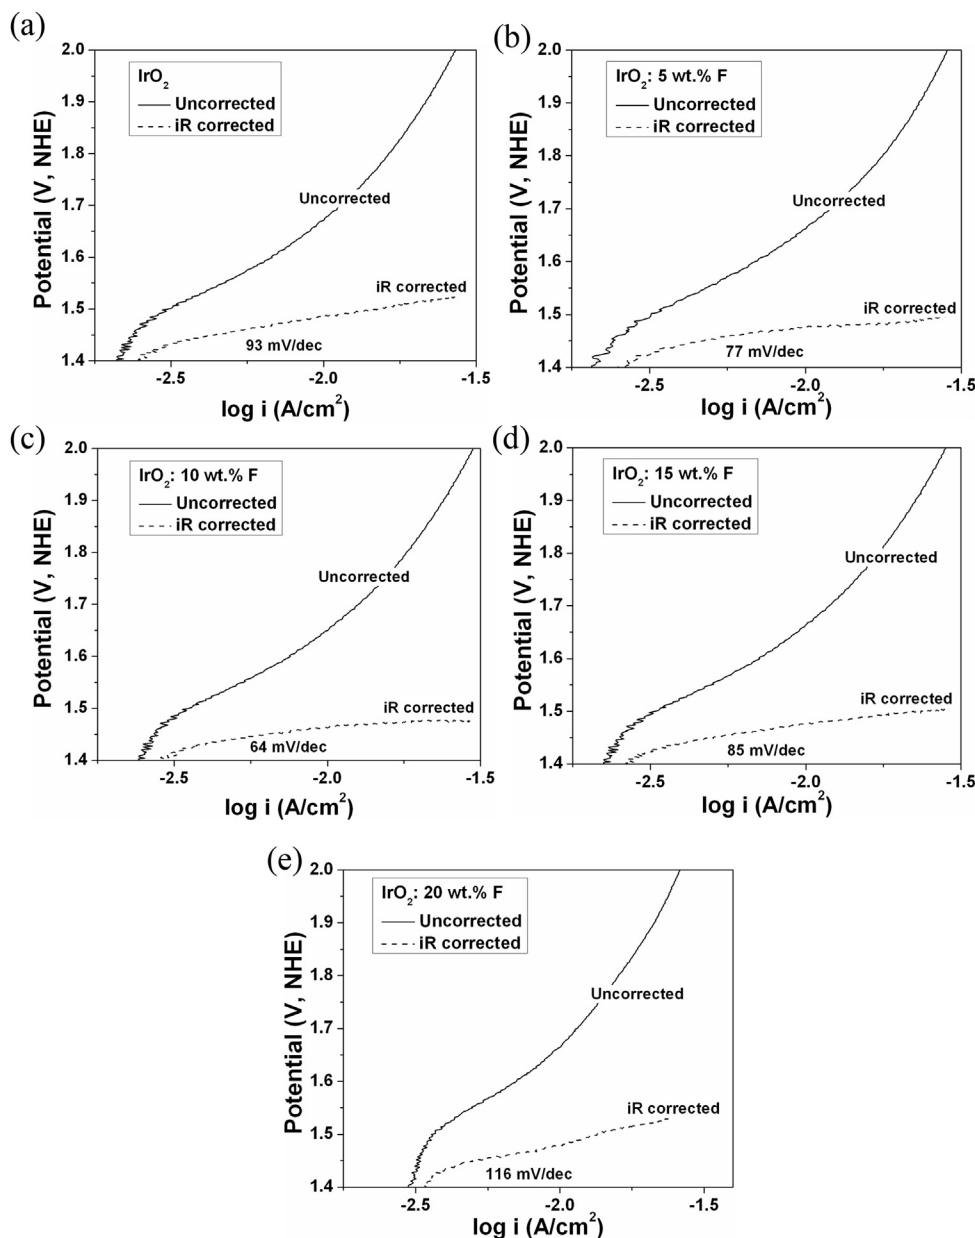 (a)
2.0
1.9
1.8
1.7
1.6
1.5
1.4
Potential (V, NHE)
IrO₂
Uncorrected
iR corrected
Uncorrected
iR corrected
93 mV/dec
-2.5
-2.0
-1.5
log i (A/cm²)
(b)
2.0
1.9
1.8
1.7
1.6
1.5
1.4
Potential (V, NHE)
IrO₂: 5 wt.% F
Uncorrected
iR corrected
Uncorrected
iR corrected
77 mV/dec
-2.5
-2.0
-1.5
log i (A/cm²)
(c)
2.0
1.9
1.8
1.7
1.6
1.5
1.4
Potential (V, NHE)
IrO₂: 10 wt.% F
Uncorrected
iR corrected
Uncorrected
iR corrected
64 mV/dec
-2.5
-2.0
-1.5
log i (A/cm²)
(d)
2.0
1.9
1.8
1.7
1.6
1.5
1.4
Potential (V, NHE)
IrO₂: 15 wt.% F
Uncorrected
iR corrected
Uncorrected
iR corrected
85 mV/dec
-2.5
-2.0
-1.5
log i (A/cm²)
(e)
2.0
1.9
1.8
1.7
1.6
1.5
1.4
Potential (V, NHE)
IrO₂: 20 wt.% F
Uncorrected
iR corrected
Uncorrected
iR corrected
116 mV/dec
-2.5
-2.0
-1.5
log i (A/cm²)